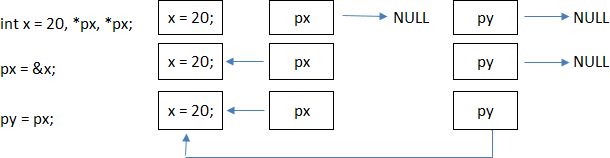 int x = 20, *px, *px; x = 20; px NULL py NULL
px = &x; x = 20; px py NULL
py = px; x = 20; px py